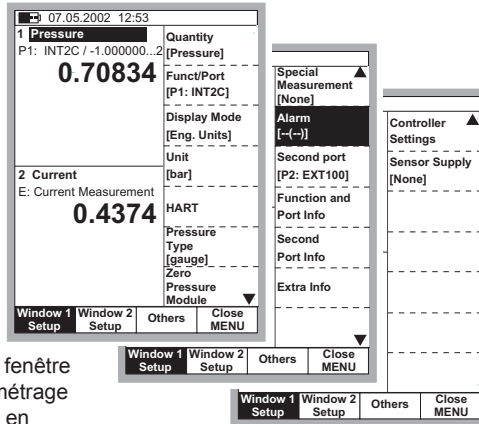 07.05.2002 12:53
1 Pressure
P1: INT2C / -1.000000...2
0.70834
2 Current
E: Current Measurement
0.4374
Quantity
[Pressure]
Funct/Port
[P1: INT2C]
Display Mode
[Eng. Units]
Unit
[bar]
HART
Pressure
Type
[gauge]
Zero
Pressure
Module
Window 1 Setup
Window 2 Setup
Others
Close MENU
Special
Measurement
[None]
Alarm
[--(--)]
Second port
[P2: EXT100]
Function and
Port Info
Second
Port Info
Extra Info
Window 1 Setup
Window 2 Setup
Others
Close MENU
Controller
Settings
Sensor Supply
[None]
Window 1 Setup
Window 2 Setup
Others
Close MENU
fenêtre
métrage
en